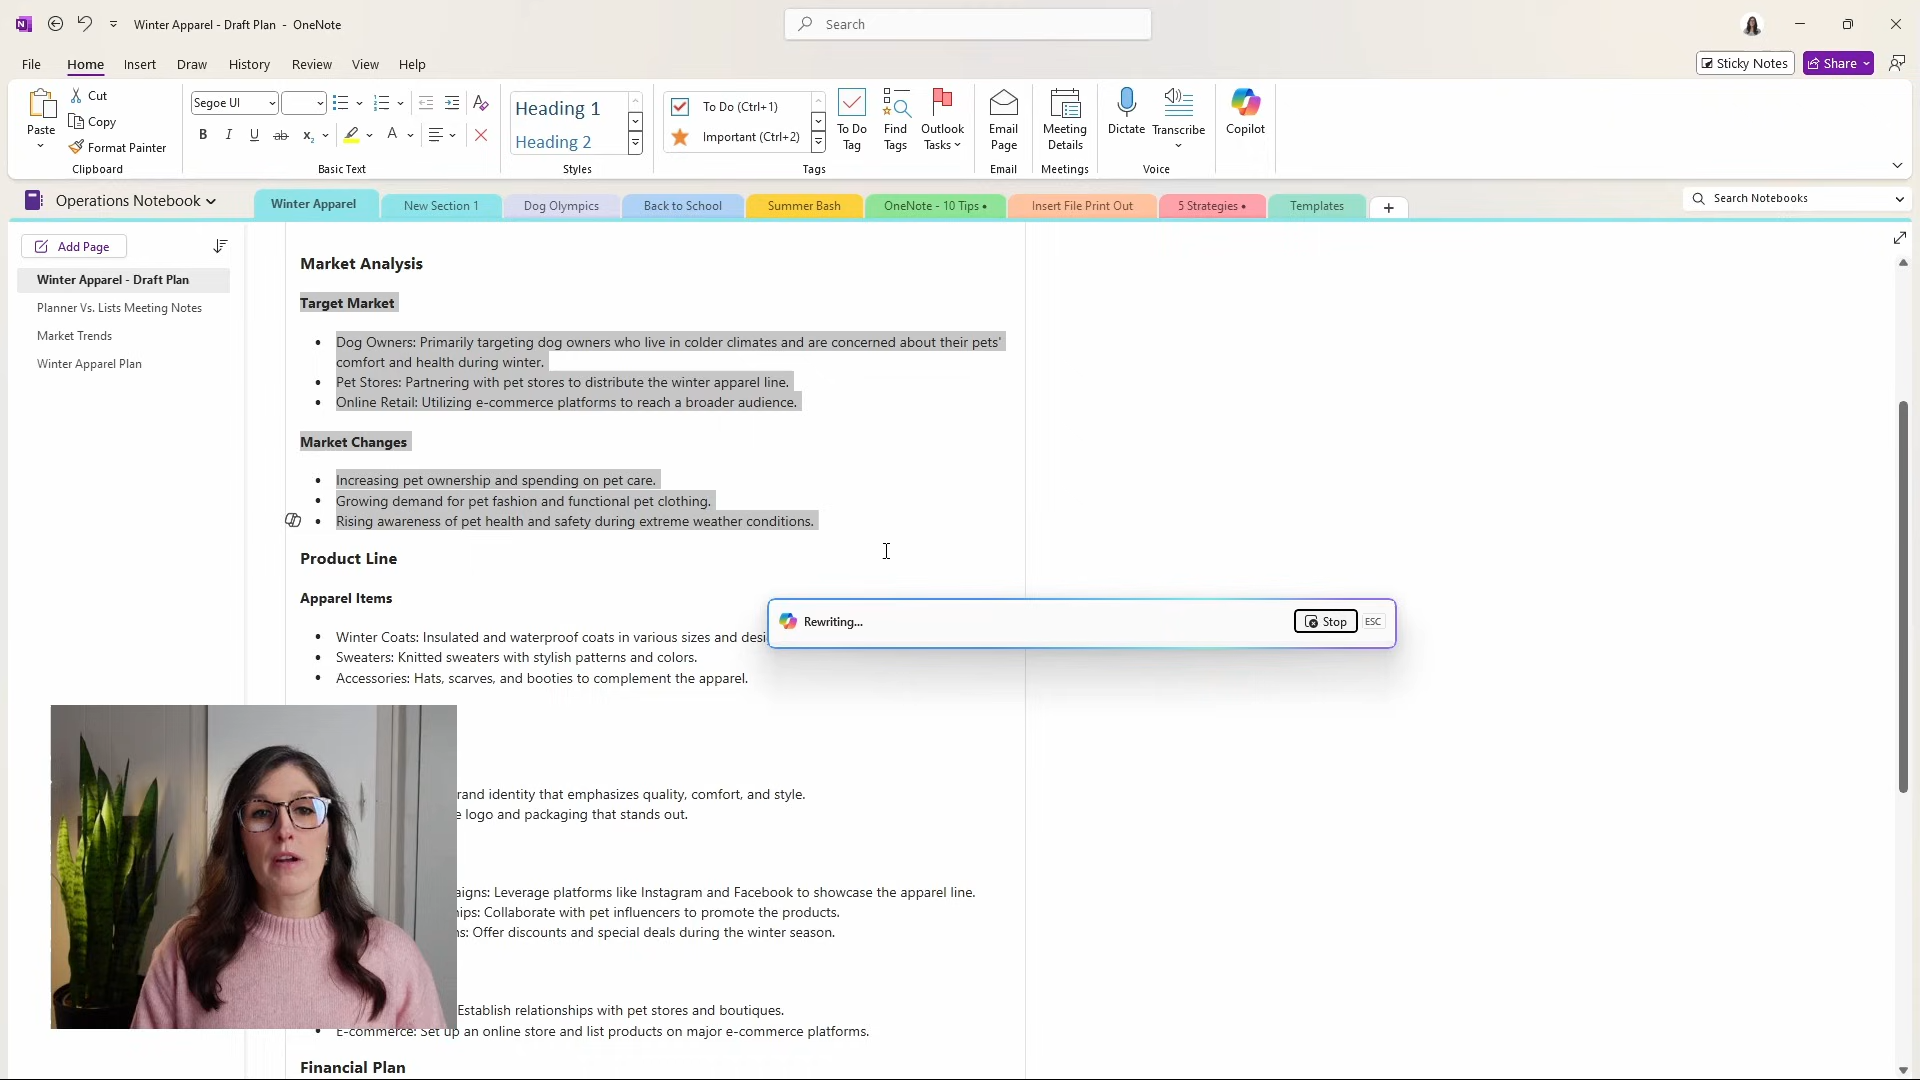 Winter Apparel - Draft Plan - OneNote
Search
File Home Insert Draw History Review View Help
Sticky Notes
Share
Paste
Cut
Copy
Format Painter
Clipboard
Segoe UI
B I U ab x₂ A
Basic Text
Heading 1
Heading 2
Styles
To Do (Ctrl+1)
Important (Ctrl+2)
To Do Tag
Find Tags
Outlook Tasks
Tags
Email Page
Email
Meeting Details
Meetings
Dictate
Transcribe
Voice
Copilot
Operations Notebook
Winter Apparel
New Section 1
Dog Olympics
Back to School
Summer Bash
OneNote - 10 Tips •
Insert File Print Out
5 Strategies •
Templates
+
Search Notebooks
Add Page
Winter Apparel - Draft Plan
Planner Vs. Lists Meeting Notes
Market Trends
Winter Apparel Plan
Market Analysis
Target Market
• Dog Owners: Primarily targeting dog owners who live in colder climates and are concerned about their pets'
comfort and health during winter.
• Pet Stores: Partnering with pet stores to distribute the winter apparel line.
• Online Retail: Utilizing e-commerce platforms to reach a broader audience.
Market Changes
• Increasing pet ownership and spending on pet care.
• Growing demand for pet fashion and functional pet clothing.
• Rising awareness of pet health and safety during extreme weather conditions.
Product Line
Apparel Items
Rewriting...
Stop
ESC
• Winter Coats: Insulated and waterproof coats in various sizes and desi
• Sweaters: Knitted sweaters with stylish patterns and colors.
• Accessories: Hats, scarves, and booties to complement the apparel.
rand identity that emphasizes quality, comfort, and style.
e logo and packaging that stands out.
aigns: Leverage platforms like Instagram and Facebook to showcase the apparel line.
hips: Collaborate with pet influencers to promote the products.
ns: Offer discounts and special deals during the winter season.
Establish relationships with pet stores and boutiques.
• E-commerce: Set up an online store and list products on major e-commerce platforms.
Financial Plan